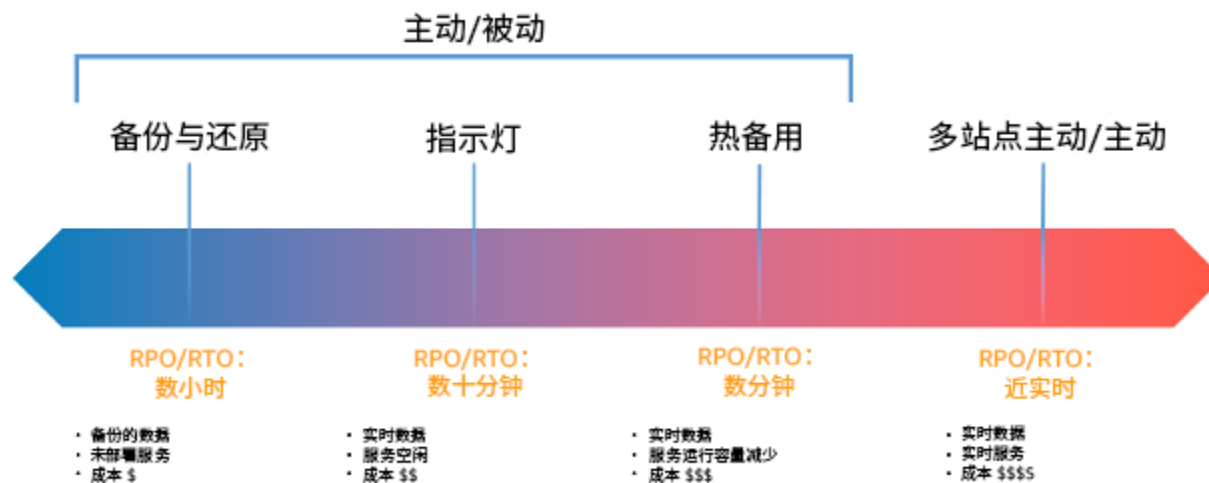 主动/被动
备份与还原
指示灯
热备用
多站点主动/主动
RPO/RTO：
数小时
RPO/RTO：
数十分钟
RPO/RTO：
数分钟
RPO/RTO：
近实时
· 备份的数据
· 未部署服务
· 成本 $
· 实时数据
· 服务空闲
· 成本 $$
· 实时数据
· 服务运行容量减少
· 成本 $$$
· 实时数据
· 实时服务
· 成本 $$$$